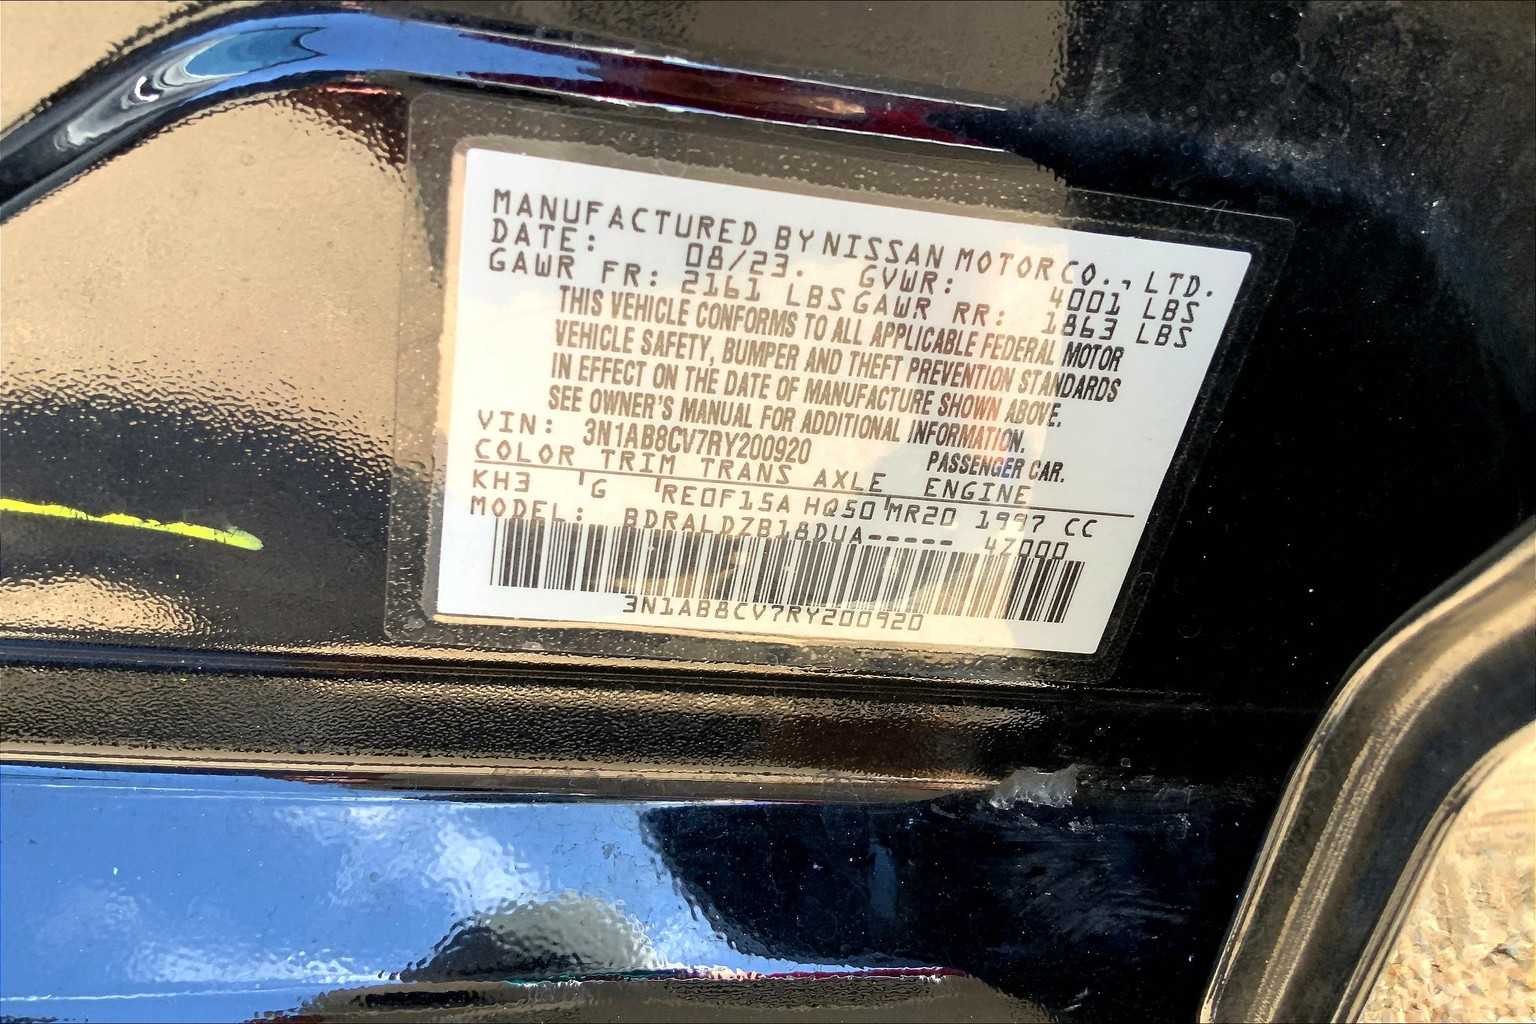 MANUFACTURED BY NISSAN MOTOR CO., LTD.
DATE: 08/23. GVWR: 4001 LBS
GAWR FR: 2161 LBS GAWR RR: 1863 LBS
THIS VEHICLE CONFORMS TO ALL APPLICABLE FEDERAL MOTOR
VEHICLE SAFETY, BUMPER AND THEFT PREVENTION STANDARDS
IN EFFECT ON THE DATE OF MANUFACTURE SHOWN ABOVE.
SEE OWNER'S MANUAL FOR ADDITIONAL INFORMATION.
VIN: 3N1AB8CV7RY200920 PASSENGER CAR.
COLOR TRIM TRANS AXLE ENGINE
KH3 G RE0F15A HQ50 MR20 1997 CC
MODEL: BDRALDZB18DUA----- 4Z000
3N1AB8CV7RY200920